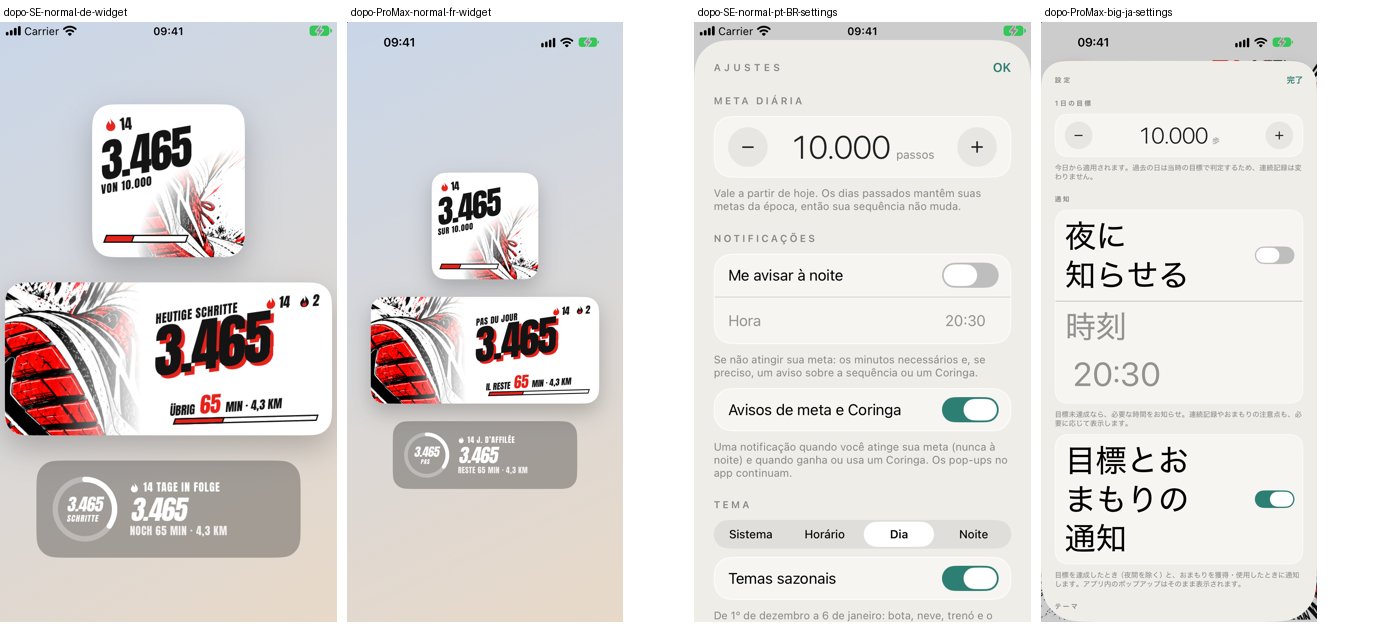 dopo-SE-normal-de-widget
Carrier 09:41
14
3.465
VON 10.000
HEUTIGE SCHRITTE 14 2
3.465
ÜBRIG 65 MIN · 4,3 KM
3.465
SCHRITTE
14 TAGE IN FOLGE
3.465
NOCH 65 MIN · 4,3 KM
dopo-ProMax-normal-fr-widget
09:41
14
3.465
SUR 10.000
PAS DU JOUR 14 2
3.465
IL RESTE 65 MIN · 4,3 KM
3.465
PAS
14 J. D'AFFILÉE
3.465
RESTE 65 MIN · 4,3 KM
dopo-SE-normal-pt-BR-settings
Carrier 09:41
AJUSTES OK
META DIÁRIA
− 10.000 passos +
Vale a partir de hoje. Os dias passados mantêm suas
metas da época, então sua sequência não muda.
NOTIFICAÇÕES
Me avisar à noite
Hora 20:30
Se não atingir sua meta: os minutos necessários e, se
preciso, um aviso sobre a sequência ou um Coringa.
Avisos de meta e Coringa
Uma notificação quando você atinge sua meta (nunca à
noite) e quando ganha ou usa um Coringa. Os pop-ups no
app continuam.
TEMA
Sistema Horário Dia Noite
Temas sazonais
De 1º de dezembro a 6 de janeiro: bota, neve, trenó e o
dopo-ProMax-big-ja-settings
09:41
設定 完了
1日の目標
− 10.000 歩 +
今日から適用されます。過去の日は当時の目標で判定するため、連続記録は変
わりません。
通知
夜に
知らせる
時刻
20:30
目標未達成なら、必要な時間をお知らせ。連続記録やおまもりの注意点も、必
要に応じて表示します。
目標とお
まもりの
通知
目標を達成したとき（夜間を除く）と、おまもりを獲得・使用したときに通知
します。アプリ内のポップアップはそのまま表示されます。
テーマ